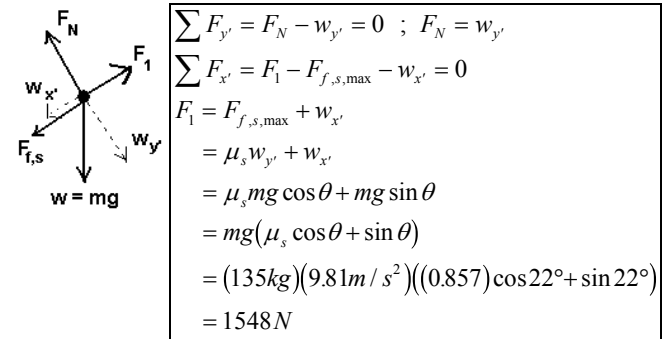 F_N
F_1
w_x'
F_f,s
w_y'
w = mg
∑ F_y' = F_N − w_y' = 0 ; F_N = w_y'
∑ F_x' = F_1 − F_f,s,max − w_x' = 0
F_1 = F_f,s,max + w_x'
= μ_s w_y' + w_x'
= μ_s mg cos θ + mg sin θ
= mg(μ_s cos θ + sin θ)
= (135kg)(9.81m / s²)((0.857) cos 22° + sin 22°)
= 1548N